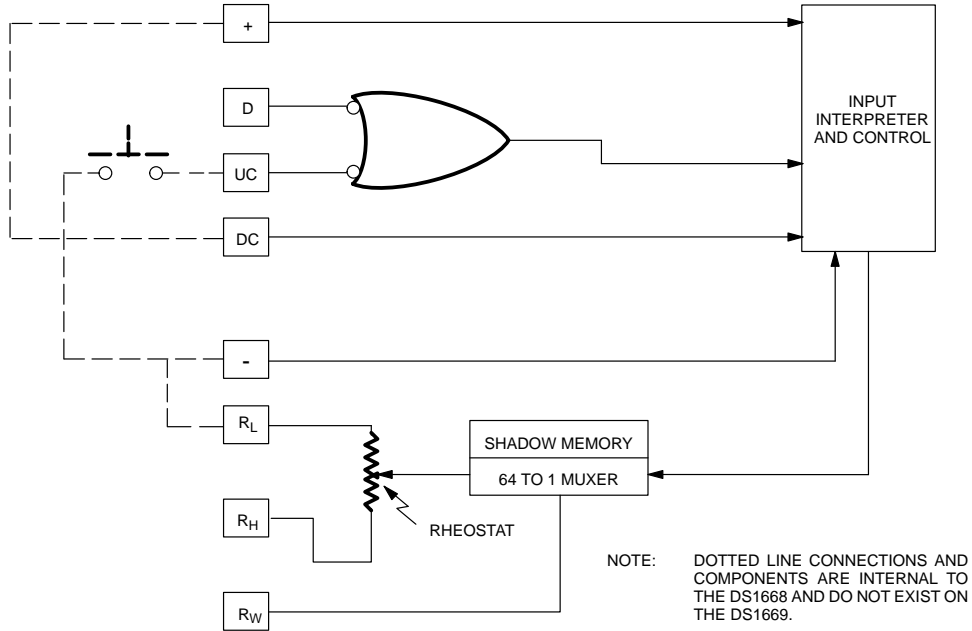 +
D
UC
DC
-
RL
RH
RW
INPUT
INTERPRETER
AND CONTROL
SHADOW MEMORY
64 TO 1 MUXER
RHEOSTAT
NOTE: DOTTED LINE CONNECTIONS AND
COMPONENTS ARE INTERNAL TO
THE DS1668 AND DO NOT EXIST ON
THE DS1669.